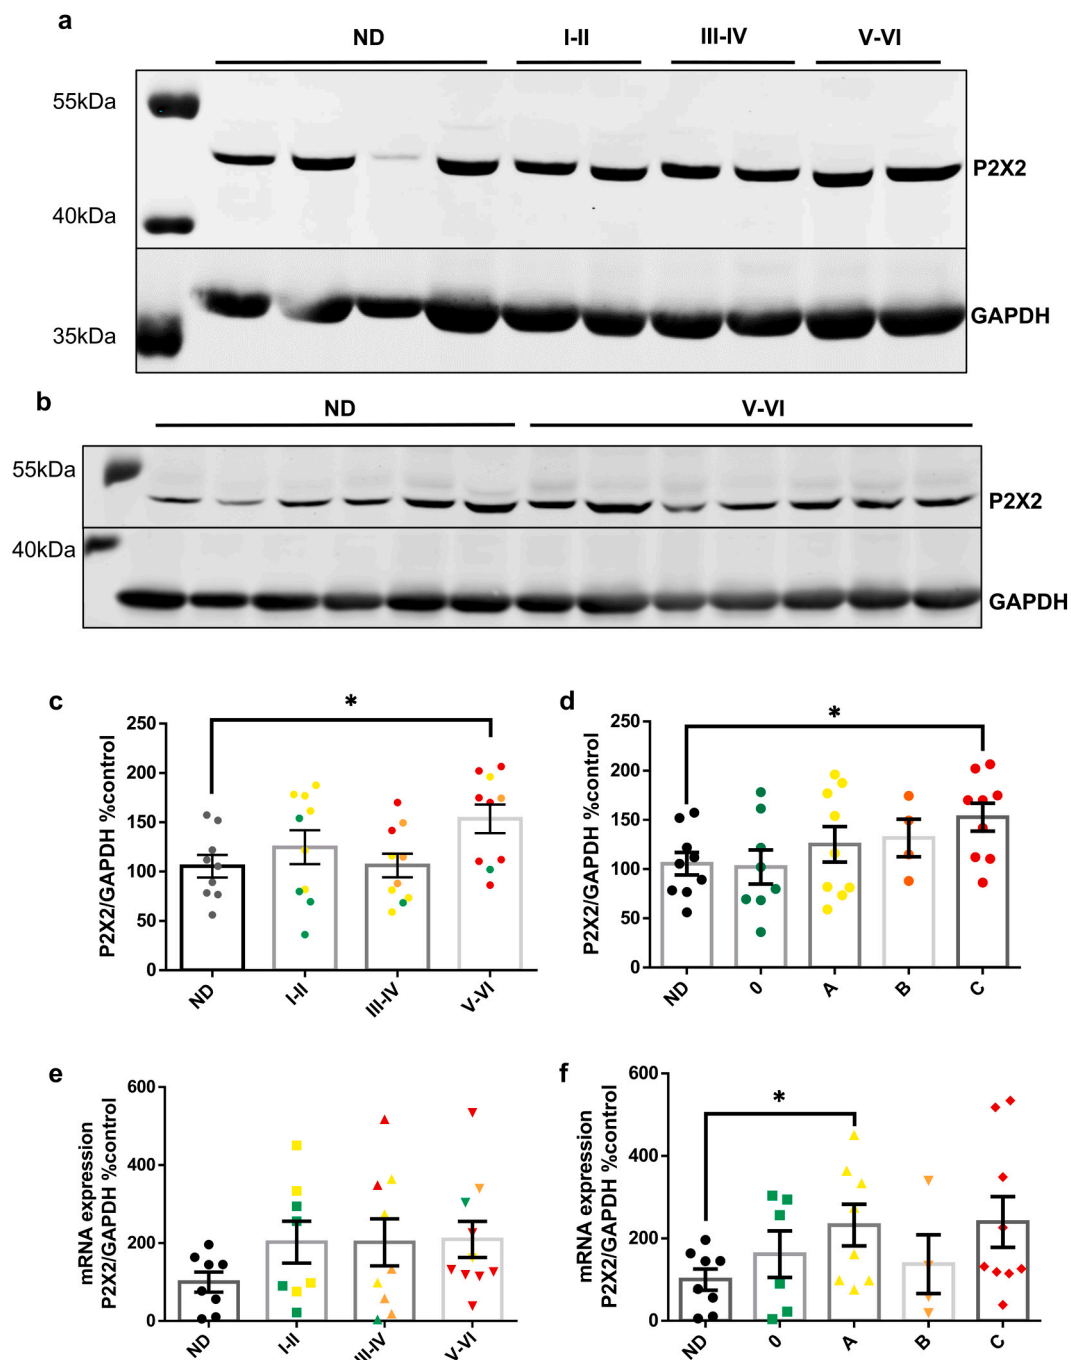 a
ND I-II III-IV V-VI
55kDa
P2X2
40kDa
GAPDH
35kDa
b
ND V-VI
55kDa
P2X2
40kDa
GAPDH
c
*
P2X2/GAPDH %control
250
200
150
100
50
0
ND I-II III-IV V-VI
d
*
P2X2/GAPDH %control
250
200
150
100
50
0
ND 0 A B C
e
mRNA expression
P2X2/GAPDH %control
600
400
200
0
ND I-II III-IV V-VI
f
*
mRNA expression
P2X2/GAPDH %control
600
400
200
0
ND 0 A B C